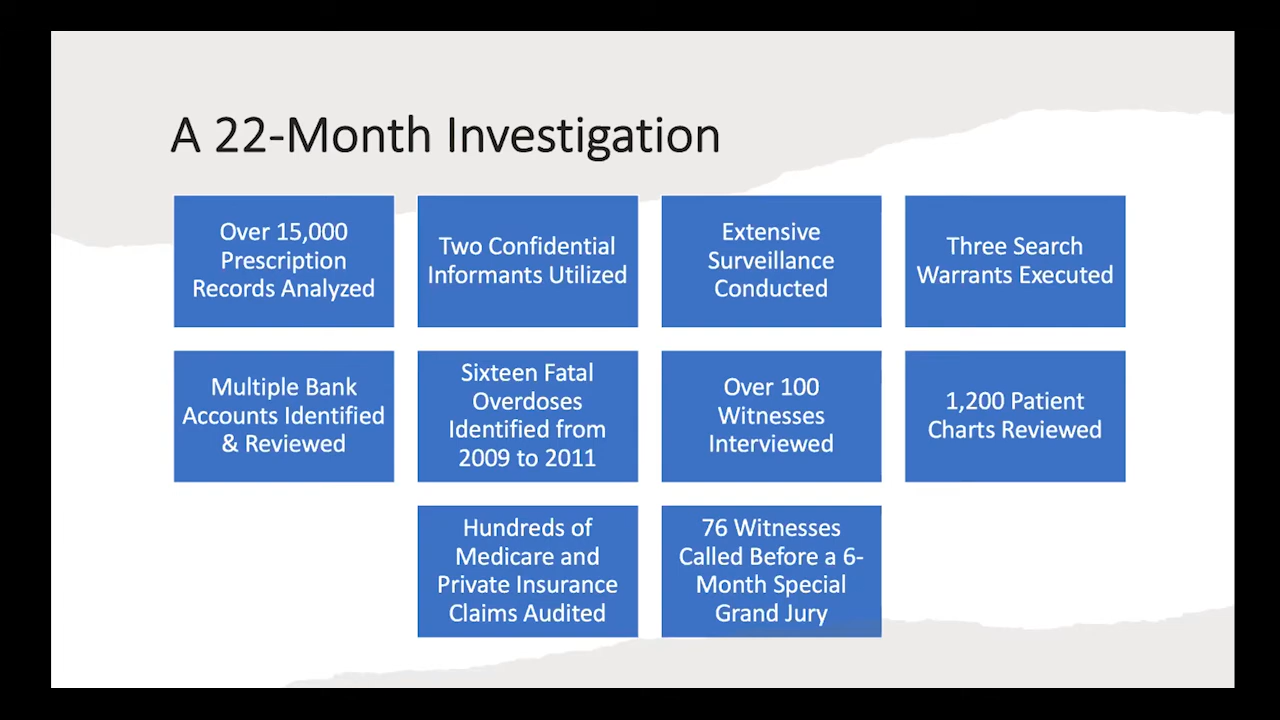 A 22-Month Investigation
Over 15,000
Prescription
Records Analyzed
Two Confidential
Informants Utilized
Extensive
Surveillance
Conducted
Three Search
Warrants Executed
Multiple Bank
Accounts Identified
& Reviewed
Sixteen Fatal
Overdoses
Identified from
2009 to 2011
Over 100
Witnesses
Interviewed
1,200 Patient
Charts Reviewed
Hundreds of
Medicare and
Private Insurance
Claims Audited
76 Witnesses
Called Before a 6-
Month Special
Grand Jury